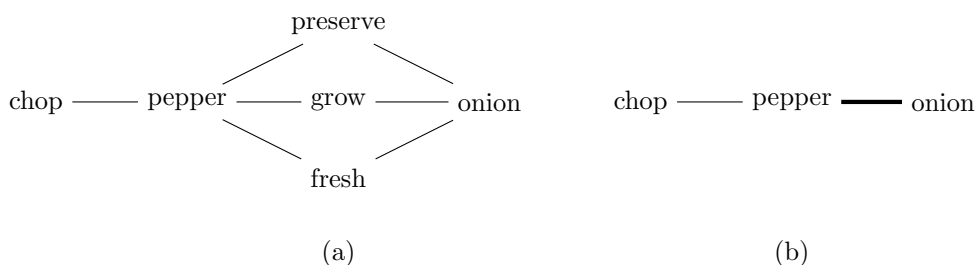 preserve
chop pepper grow onion
fresh
(a)
chop pepper onion
(b)